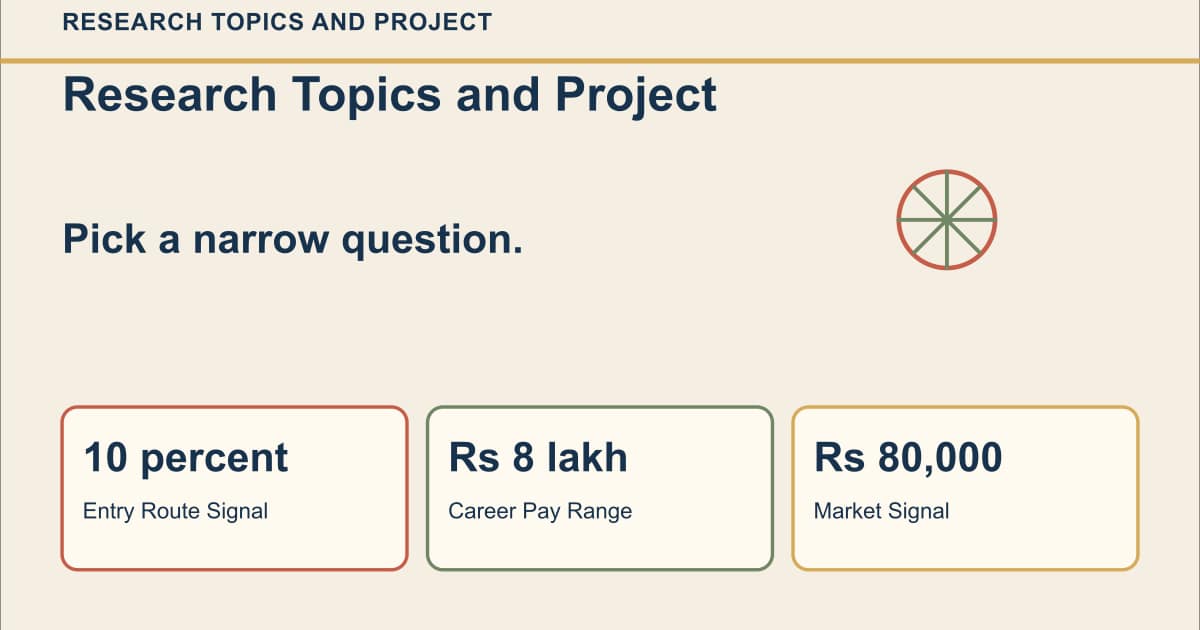 RESEARCH TOPICS AND PROJECT
Research Topics and Project
Pick a narrow question.
10 percent
Entry Route Signal
Rs 8 lakh
Career Pay Range
Rs 80,000
Market Signal